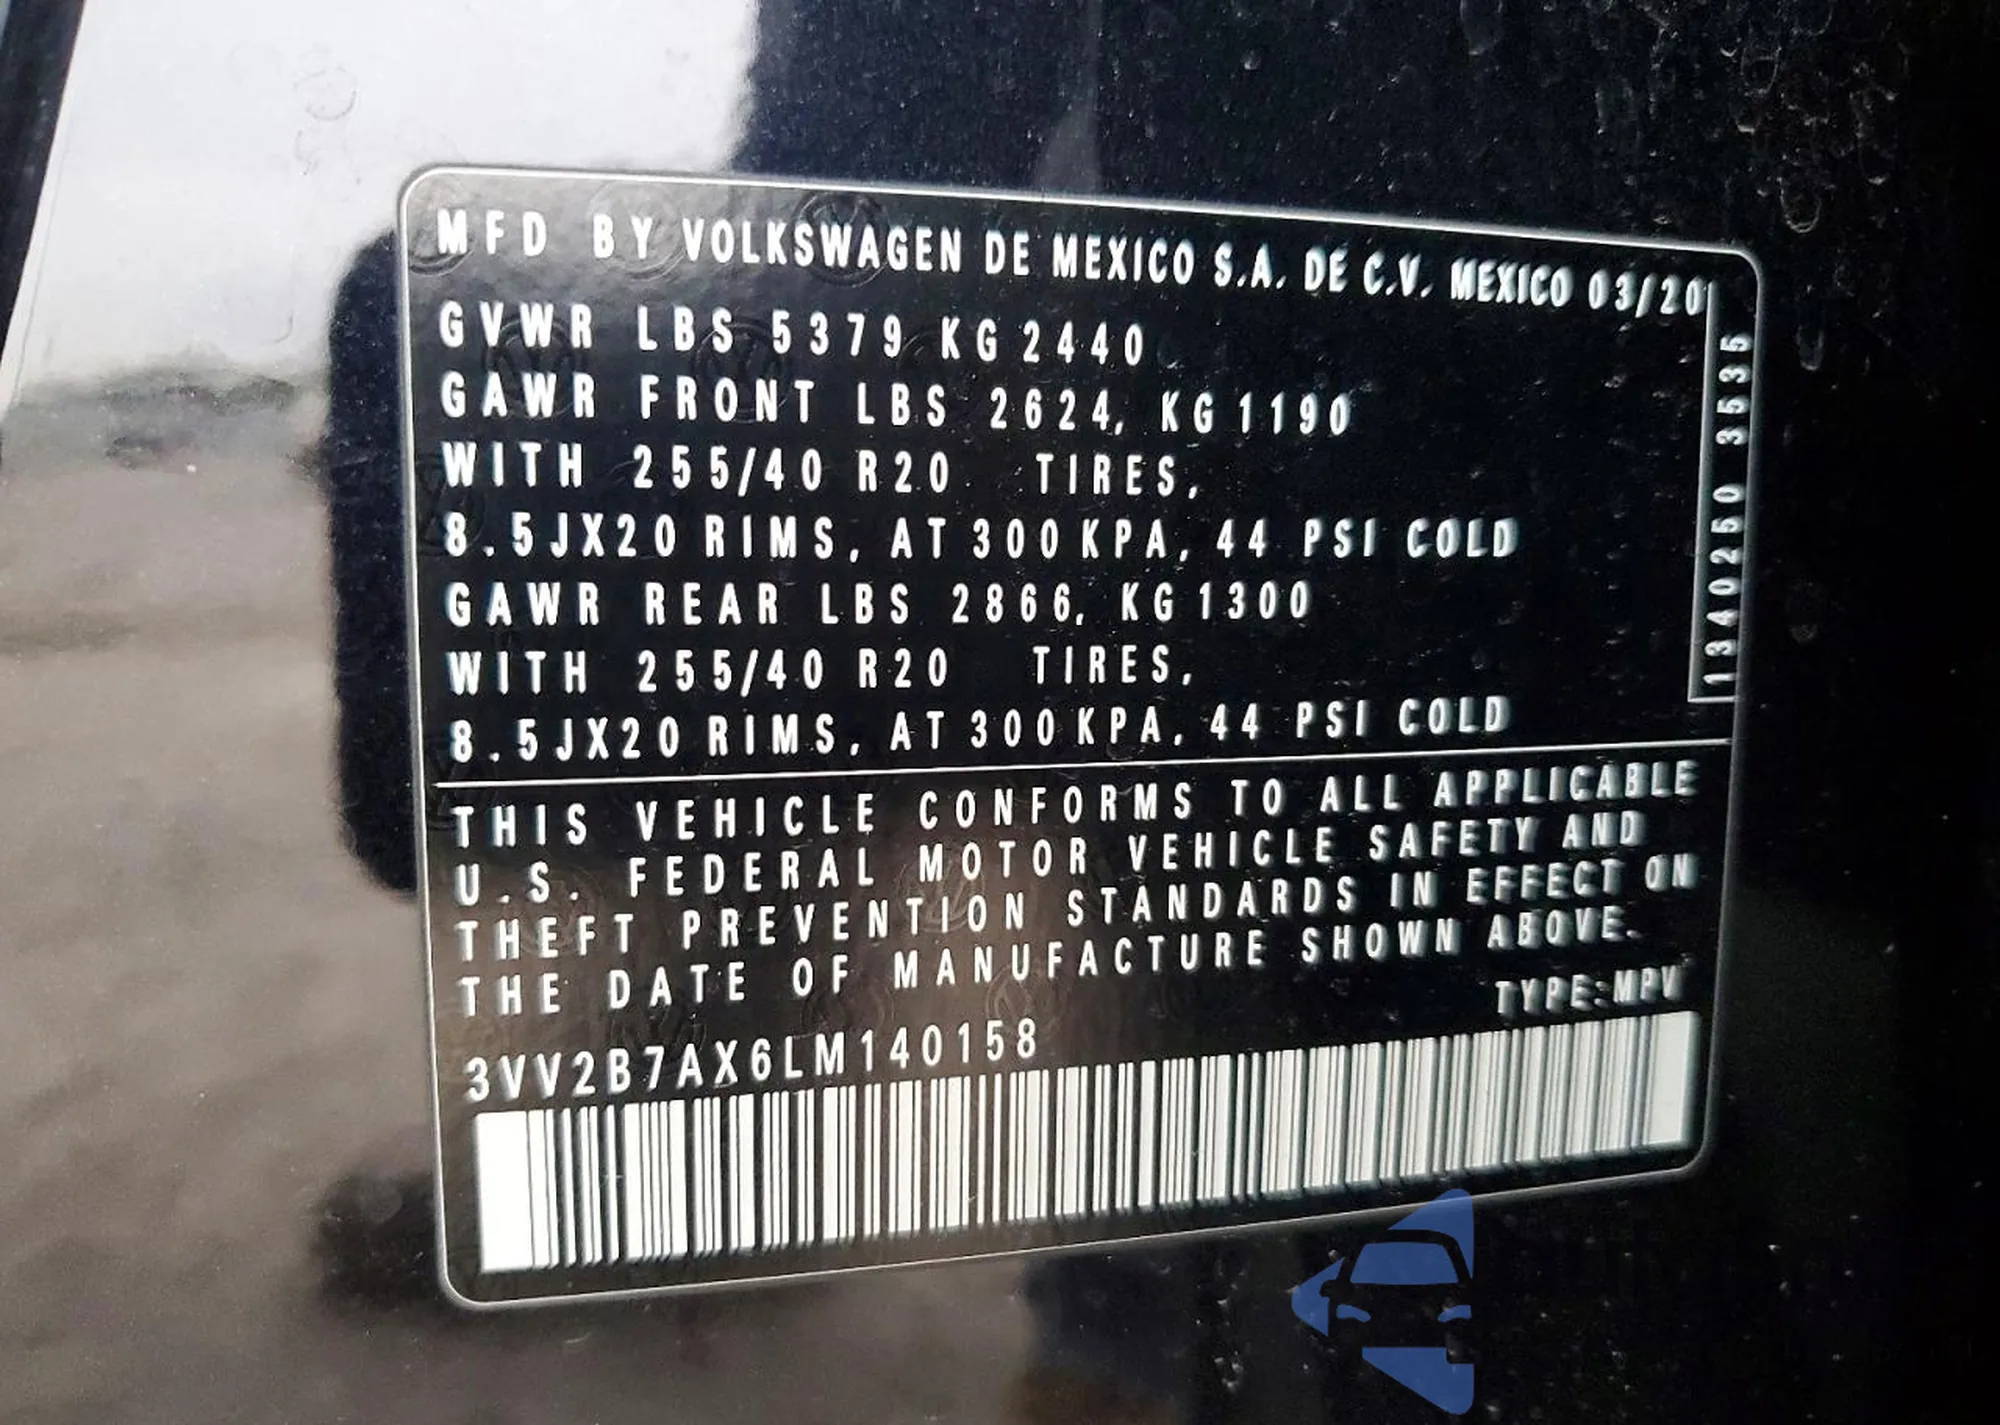 MFD BY VOLKSWAGEN DE MEXICO S.A. DE C.V. MEXICO 03/20
GVWR LBS 5379 KG 2440
GAWR FRONT LBS 2624, KG 1190
WITH 255/40 R20 TIRES,
8.5JX20 RIMS, AT 300 KPA, 44 PSI COLD
GAWR REAR LBS 2866, KG 1300
WITH 255/40 R20 TIRES,
8.5JX20 RIMS, AT 300 KPA, 44 PSI COLD
1340250 3535
THIS VEHICLE CONFORMS TO ALL APPLICABLE
U.S. FEDERAL MOTOR VEHICLE SAFETY AND
THEFT PREVENTION STANDARDS IN EFFECT ON
THE DATE OF MANUFACTURE SHOWN ABOVE.
TYPE:MPV
3VV2B7AX6LM140158